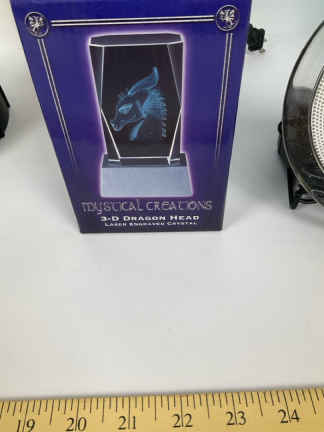 Mystical Creations
3-D Dragon Head
Laser Engraved Crystal
19 20 21 22 23 24